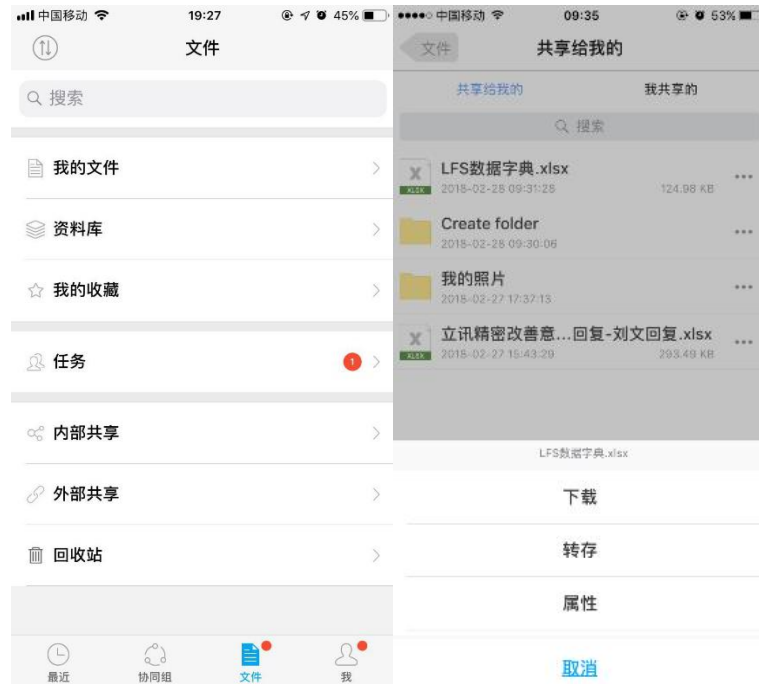 中国移动 19:27 45%
文件
搜索
我的文件
资料库
我的收藏
任务 1
内部共享
外部共享
回收站
最近 协同组 文件 我
中国移动 09:35 53%
文件 共享给我的
共享给我的 我共享的
搜索
LFS数据字典.xlsx
XLSX 2018-02-28 09:31:28 124.98 KB
Create folder
2018-02-28 09:30:06
我的照片
2018-02-27 17:37:13
立讯精密改善意...回复-刘文回复.xlsx
XLSX 2018-02-27 15:43:29 293.49 KB
LFS数据字典.xlsx
下载
转存
属性
取消